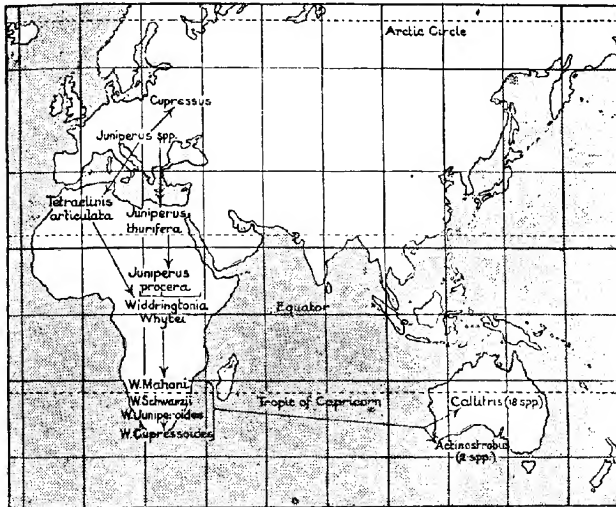 Arctic Circle
Cupressus
Juniperus spp.
Tetraclinis
articulata
Juniperus
thurifera
Juniperus
procera
Widdringtonia
Whytei
Equator
W. Mahoni
W. Schwarzii
W. Juniperoides
W. Cupressoides
Tropic of Capricorn
Callitris (18 spp)
Actinostrobus
(2 spp.)